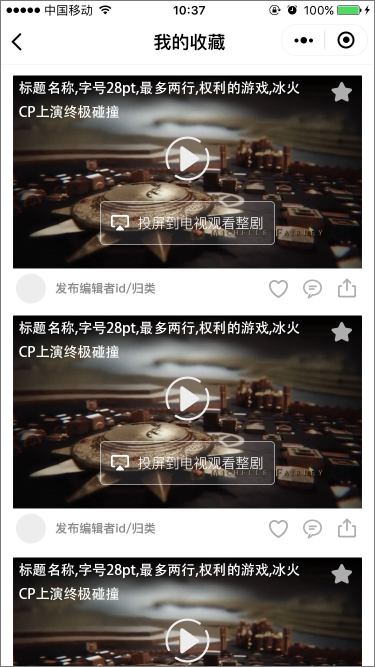 中国移动
10:37
100%
我的收藏
标题名称,字号28pt,最多两行,权利的游戏,冰火
CP上演终极碰撞
投屏到电视观看整剧
MICHELLE FAIRLEY
发布编辑者id/归类
标题名称,字号28pt,最多两行,权利的游戏,冰火
CP上演终极碰撞
投屏到电视观看整剧
MICHELLE FAIRLEY
发布编辑者id/归类
标题名称,字号28pt,最多两行,权利的游戏,冰火
CP上演终极碰撞